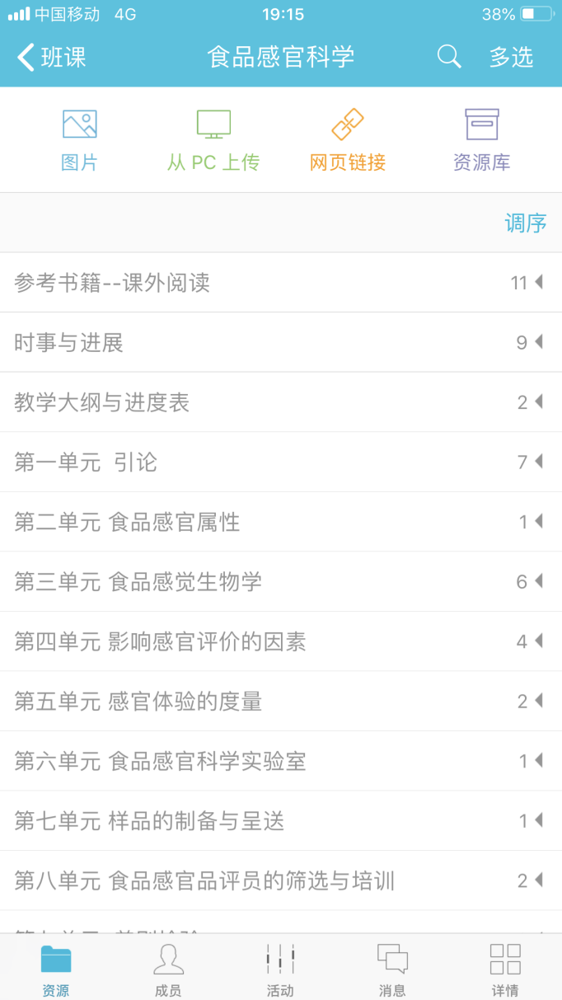 中国移动 4G 19:15 38%
班课 食品感官科学 多选
图片 从 PC 上传 网页链接 资源库
调序
参考书籍--课外阅读 11
时事与进展 9
教学大纲与进度表 2
第一单元 引论 7
第二单元 食品感官属性 1
第三单元 食品感觉生物学 6
第四单元 影响感官评价的因素 4
第五单元 感官体验的度量 2
第六单元 食品感官科学实验室 1
第七单元 样品的制备与呈送 1
第八单元 食品感官品评员的筛选与培训 2
资源 成员 活动 消息 详情